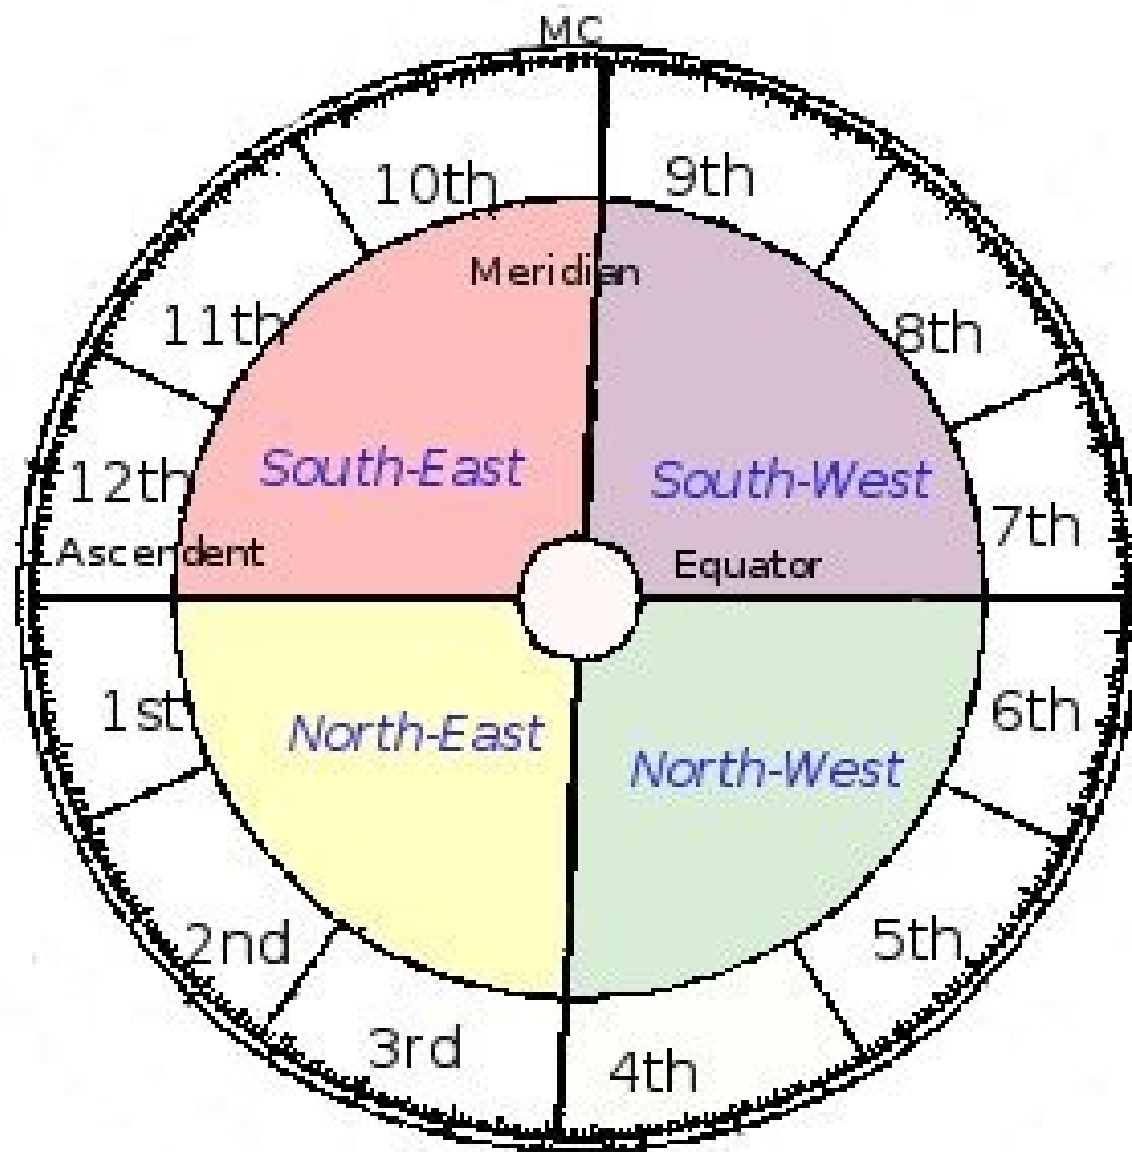 MC
10th
9th
Meridian
11th
8th
South-East
South-West
12th
7th
Ascendent
Equator
1st
6th
North-East
North-West
2nd
5th
3rd
4th